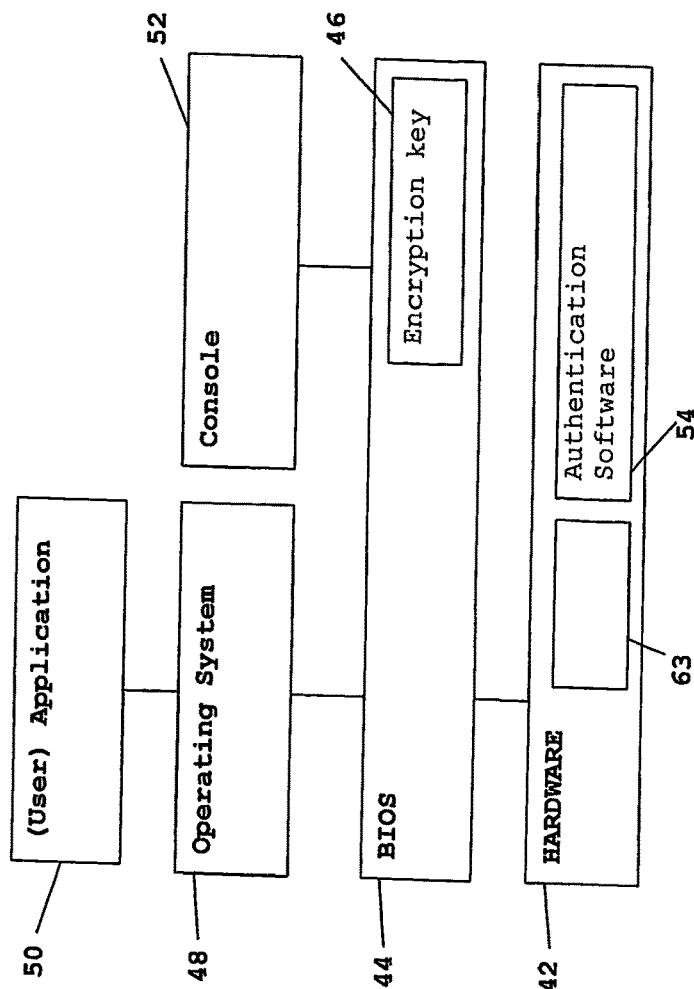 50
(User) Application
48
Operating System
Console
52
44
BIOS
Encryption key
46
42
HARDWARE
63
Authentication
Software
54